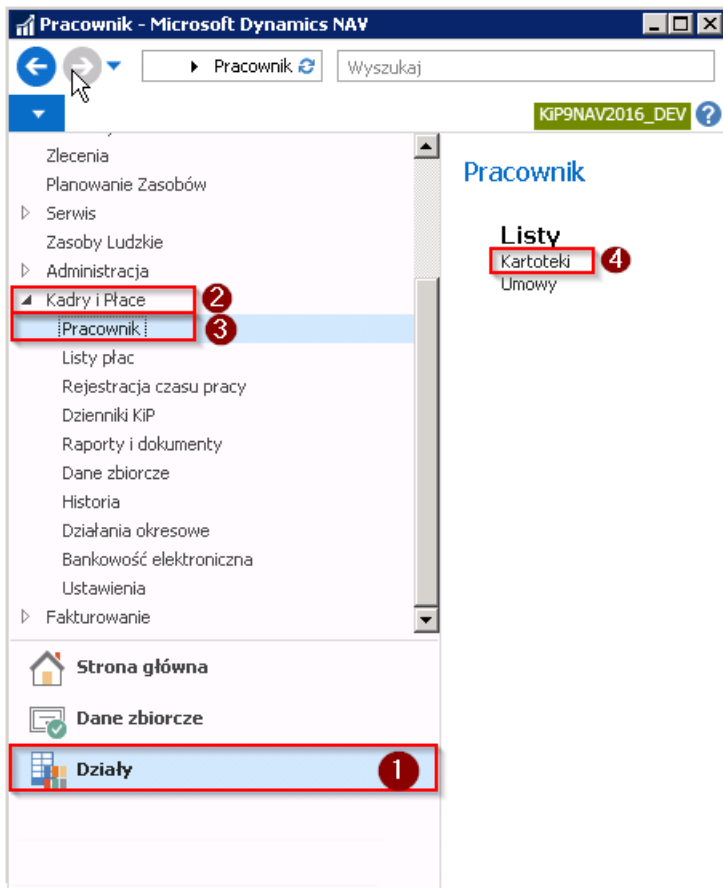 Pracownik - Microsoft Dynamics NAV
Pracownik
Wyszukaj
KiP9NAV2016_DEV
?
Zlecenia
Planowanie Zasobów
Serwis
Zasoby Ludzkie
Administracja
Kadry i Płace
2
Pracownik
3
Listy płac
Rejestracja czasu pracy
Dzienniki KiP
Raporty i dokumenty
Dane zbiorcze
Historia
Działania okresowe
Bankowość elektroniczna
Ustawienia
Fakturowanie
Strona główna
Dane zbiorcze
Działy
1
Pracownik
Listy
Kartoteki
4
Umowy